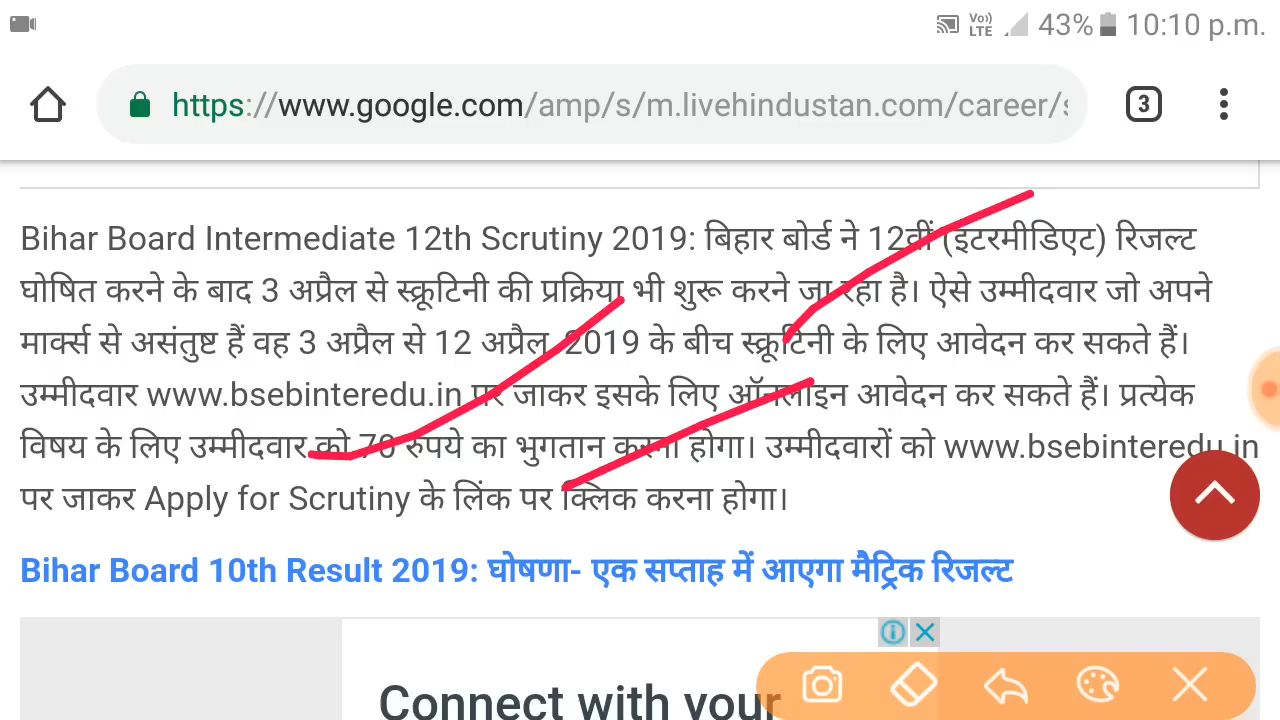 Vo) LTE 43% 10:10 p.m.
https://www.google.com/amp/s/m.livehindustan.com/career/s 3
Bihar Board Intermediate 12th Scrutiny 2019: बिहार बोर्ड ने 12वीं (इंटरमीडिएट) रिजल्ट
घोषित करने के बाद 3 अप्रैल से स्क्रूटिनी की प्रक्रिया भी शुरू करने जा रहा है। ऐसे उम्मीदवार जो अपने
मार्क्स से असंतुष्ट हैं वह 3 अप्रैल से 12 अप्रैल, 2019 के बीच स्क्रूटिनी के लिए आवेदन कर सकते हैं।
उम्मीदवार www.bsebinteredu.in पर जाकर इसके लिए ऑनलाइन आवेदन कर सकते हैं। प्रत्येक
विषय के लिए उम्मीदवार को 70 रुपये का भुगतान करना होगा। उम्मीदवारों को www.bsebinteredu.in
पर जाकर Apply for Scrutiny के लिंक पर क्लिक करना होगा।
Bihar Board 10th Result 2019: घोषणा- एक सप्ताह में आएगा मैट्रिक रिजल्ट
Connect with your